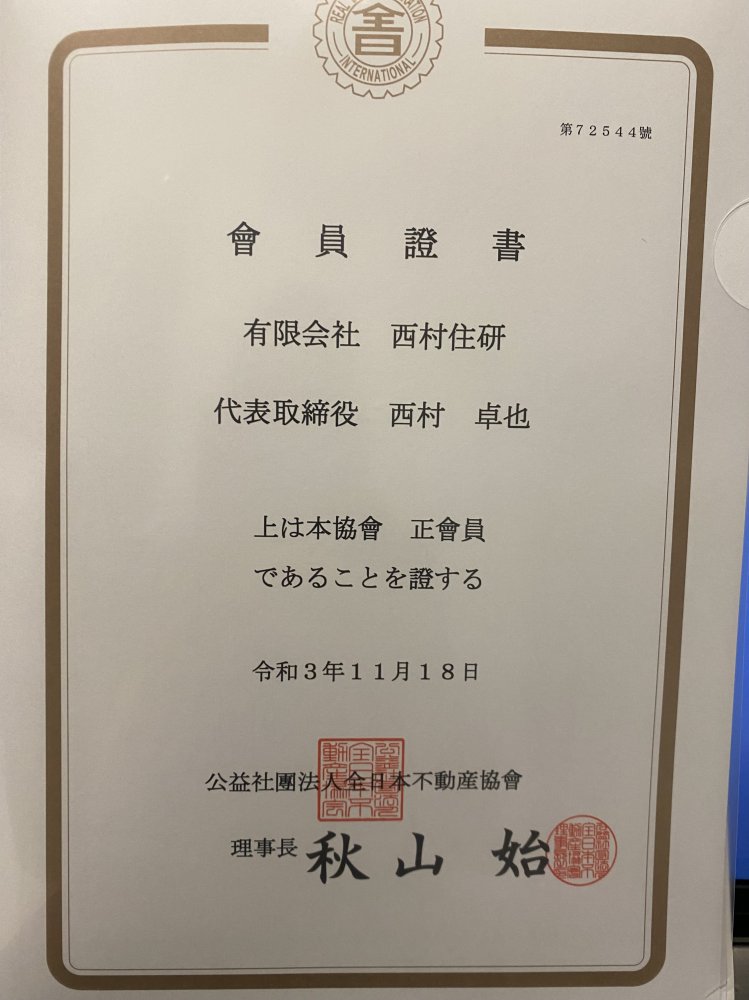 REAL
INTERNATIONAL
第７２５４４號
會員證書
有限会社　西村住研
代表取締役　西村　卓也
上は本協會　正會員
であることを證する
令和３年１１月１８日
公益社團法人全日本不動産協會
理事長 秋山 始